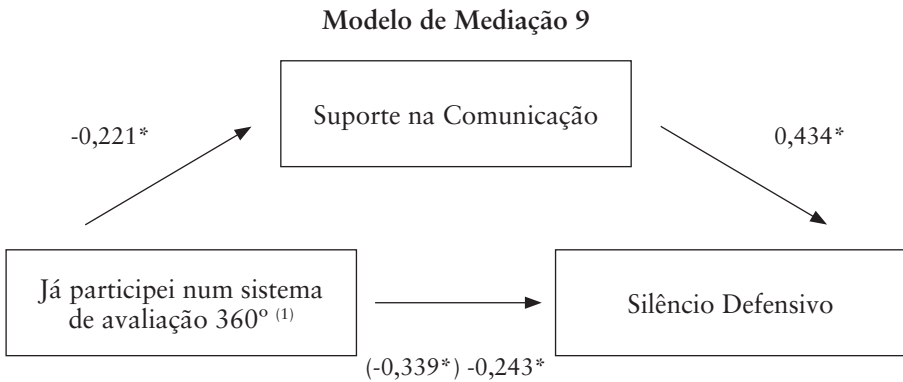 Modelo de Mediação 9
Suporte na Comunicação
-0,221*
0,434*
Já participei num sistema
de avaliação 360º (1)
Silêncio Defensivo
(-0,339*) -0,243*